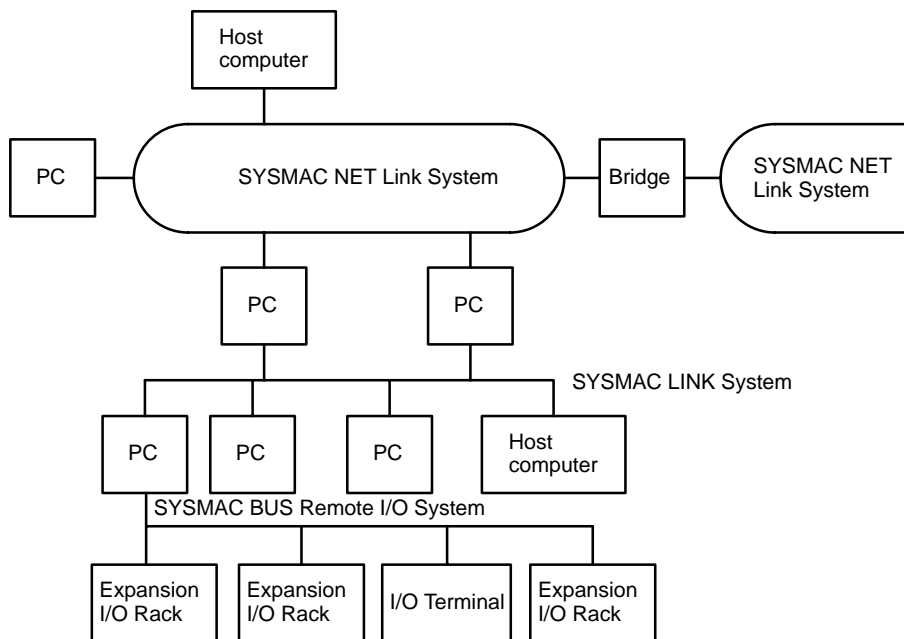 Host
computer
PC
SYSMAC NET Link System
Bridge
SYSMAC NET
Link System
PC
PC
SYSMAC LINK System
PC
PC
PC
Host
computer
SYSMAC BUS Remote I/O System
Expansion
I/O Rack
Expansion
I/O Rack
I/O Terminal
Expansion
I/O Rack